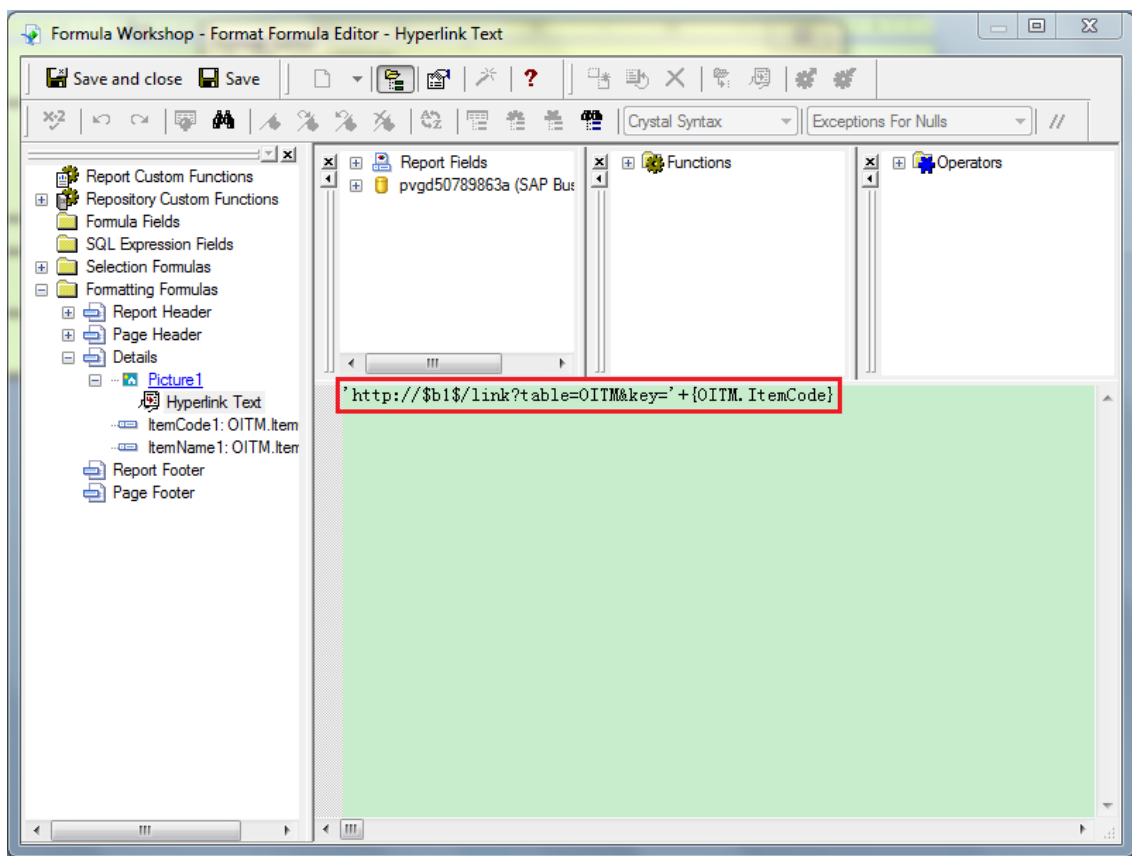 Formula Workshop - Format Formula Editor - Hyperlink Text
Save and close Save ?
x+2 Crystal Syntax Exceptions For Nulls //
Report Custom Functions
Repository Custom Functions
Formula Fields
SQL Expression Fields
Selection Formulas
Formatting Formulas
Report Header
Page Header
Details
Picture1
Hyperlink Text
ItemCode1: OITM.Item
ItemName1: OITM.Item
Report Footer
Page Footer
Report Fields
pvgd50789863a (SAP Bus
Functions
Operators
'http://$b1$/link?table=OITM&key='+{OITM.ItemCode}